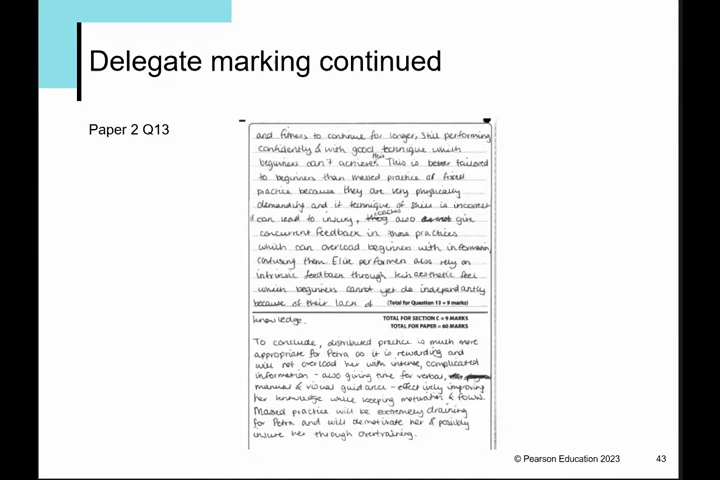 Delegate marking continued
Paper 2 Q13
and fitness to continue for longer, still performing
confidently & with good technique which
beginners can't achieve. This is better tailored
to beginners than massed practice or fixed
practice because they are very physically
demanding and if technique of skills is incorrect
it can lead to injury, coaches also give
concurrent feedback in those practices
which can overload beginners with information,
confusing them. Elite performers also rely on
intrinsic feedback through kinaesthetic feel
which beginners cannot yet do independantly
because of their lack of (Total for Question 13 = 9 marks)
knowledge.
TOTAL FOR SECTION C = 9 MARKS
TOTAL FOR PAPER = 60 MARKS
To conclude, distributed practice is much more
appropriate for Petra as it is rewarding and
will not overload her with intense, complicated
information - also giving time for verbal,
manual & visual guidance - effectively improving
her knowledge while keeping motivation & focus.
Massed practice will be extremely draining
for Petra and will demotivate her & possibly
injure her through overtraining.
© Pearson Education 2023
43